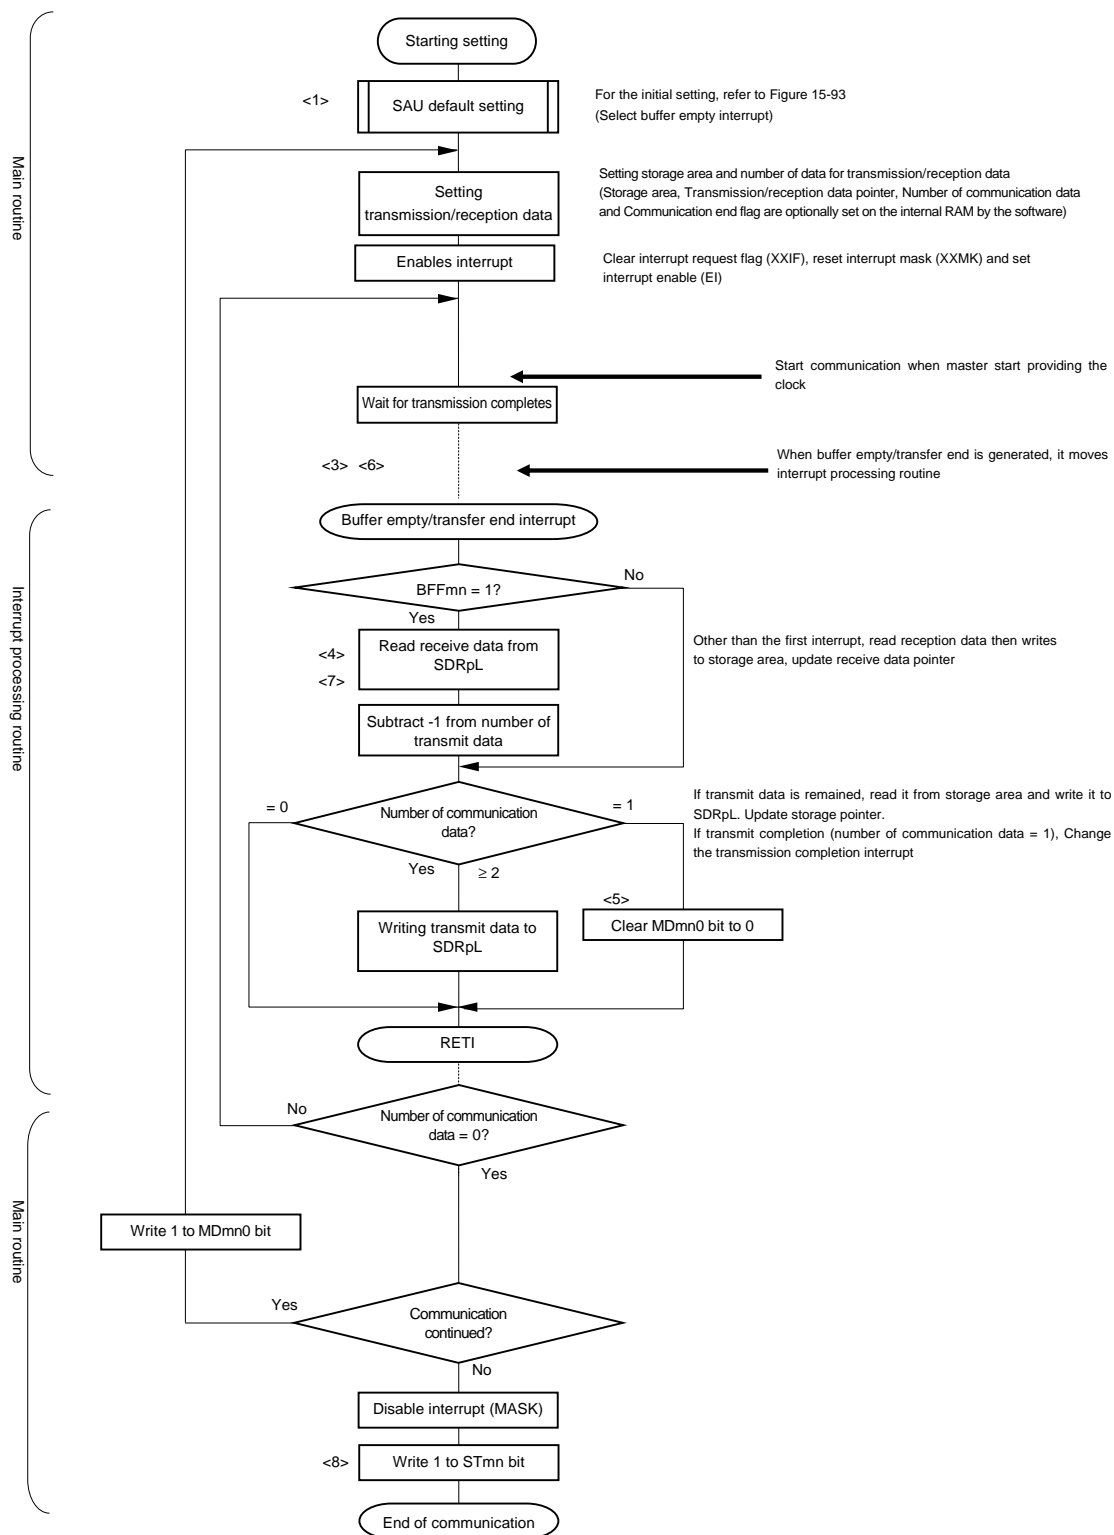 Starting setting
<1>
SAU default setting
For the initial setting, refer to Figure 15-93
(Select buffer empty interrupt)
Main routine
Setting
transmission/reception data
Setting storage area and number of data for transmission/reception data
(Storage area, Transmission/reception data pointer, Number of communication data
and Communication end flag are optionally set on the internal RAM by the software)
Enables interrupt
Clear interrupt request flag (XXIF), reset interrupt mask (XXMK) and set
interrupt enable (EI)
Start communication when master start providing the
clock
Wait for transmission completes
<3> <6>
When buffer empty/transfer end is generated, it moves
interrupt processing routine
Buffer empty/transfer end interrupt
Interrupt processing routine
BFFmn = 1?
No
Yes
<4>
<7>
Read receive data from
SDRpL
Other than the first interrupt, read reception data then writes
to storage area, update receive data pointer
Subtract -1 from number of
transmit data
= 0
Number of communication
data?
= 1
If transmit data is remained, read it from storage area and write it to
SDRpL. Update storage pointer.
If transmit completion (number of communication data = 1), Change
the transmission completion interrupt
Yes
≥ 2
<5>
Writing transmit data to
SDRpL
Clear MDmn0 bit to 0
RETI
No
Number of communication
data = 0?
Yes
Main routine
Write 1 to MDmn0 bit
Yes
Communication
continued?
No
Disable interrupt (MASK)
<8>
Write 1 to STmn bit
End of communication